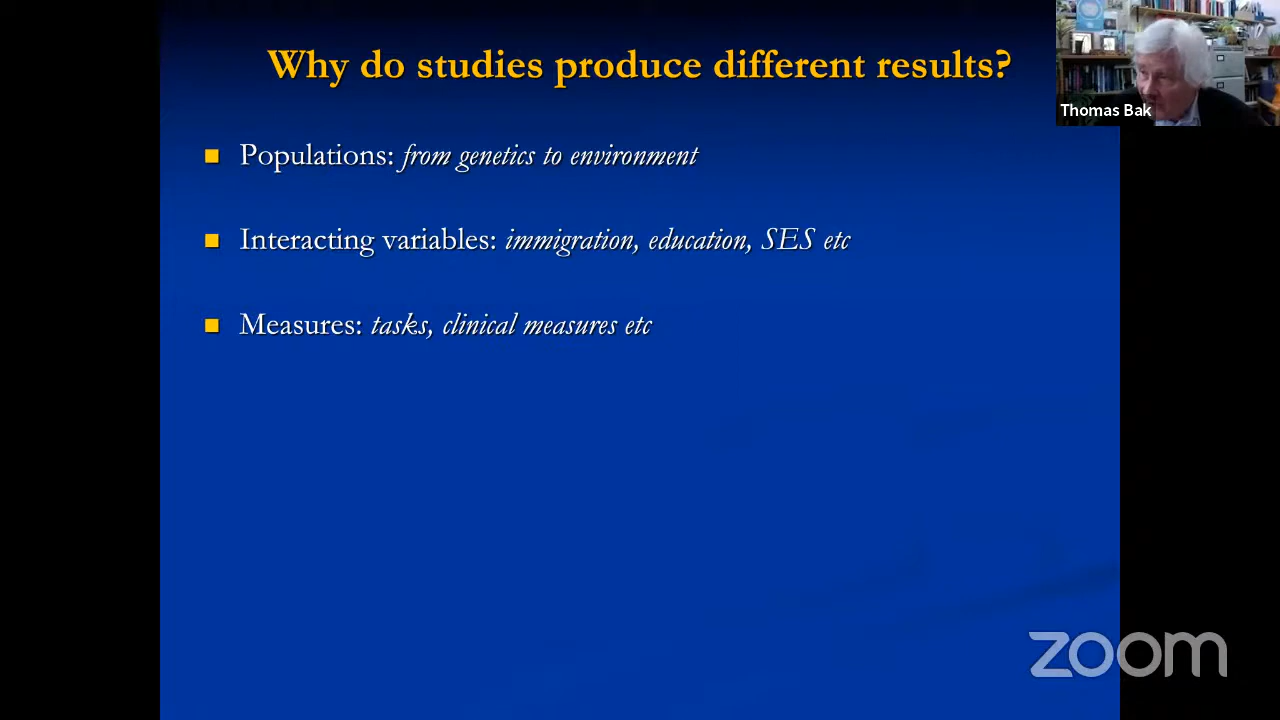 Why do studies produce different results?
Thomas Bak
Populations: from genetics to environment
Interacting variables: immigration, education, SES etc
Measures: tasks, clinical measures etc
zoom